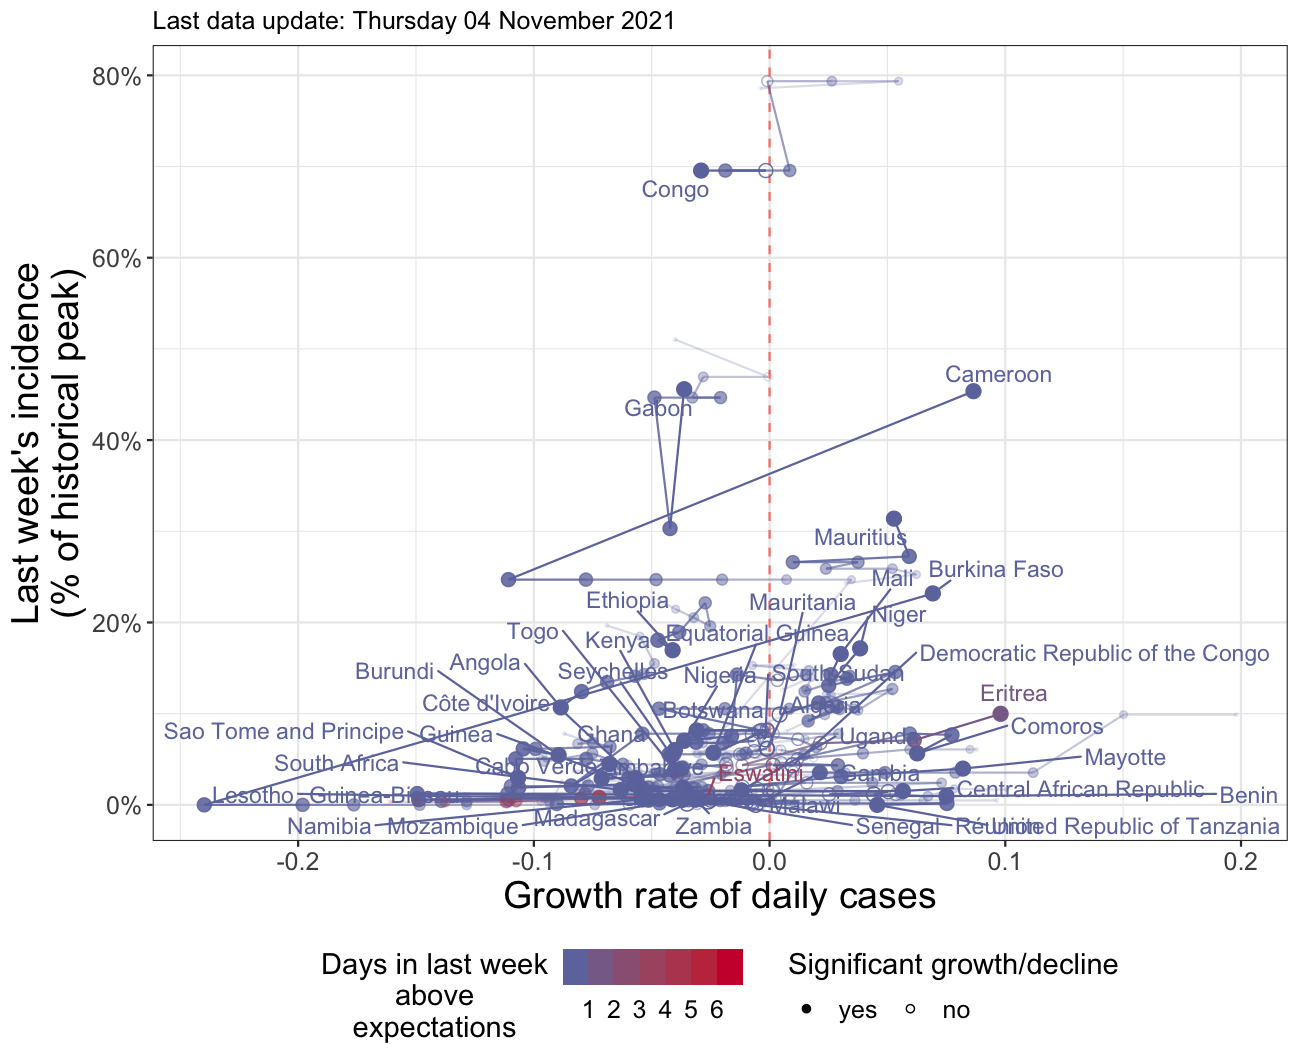 Last data update: Thursday 04 November 2021
Last week's incidence
(% of historical peak)
80%
60%
40%
20%
0%
Congo
Cameroon
Gabon
Mauritius
Mali
Burkina Faso
Ethiopia
Mauritania
Niger
Togo
Kenya
Equatorial Guinea
Democratic Republic of the Congo
Burundi
Angola
Seychelles
Nigeria
South Sudan
Eritrea
Côte d'Ivoire
Botswana
Algeria
Comoros
Sao Tome and Principe
Guinea
Ghana
Uganda
Mayotte
South Africa
Cabo Verde
Zimbabwe
Eswatini
Gambia
Lesotho
Guinea-Bissau
Central African Republic
Benin
Malawi
Namibia
Mozambique
Madagascar
Zambia
Senegal
Réunion
United Republic of Tanzania
-0.2
-0.1
0.0
0.1
0.2
Growth rate of daily cases
Days in last week
above
expectations
1 2 3 4 5 6
Significant growth/decline
yes
no